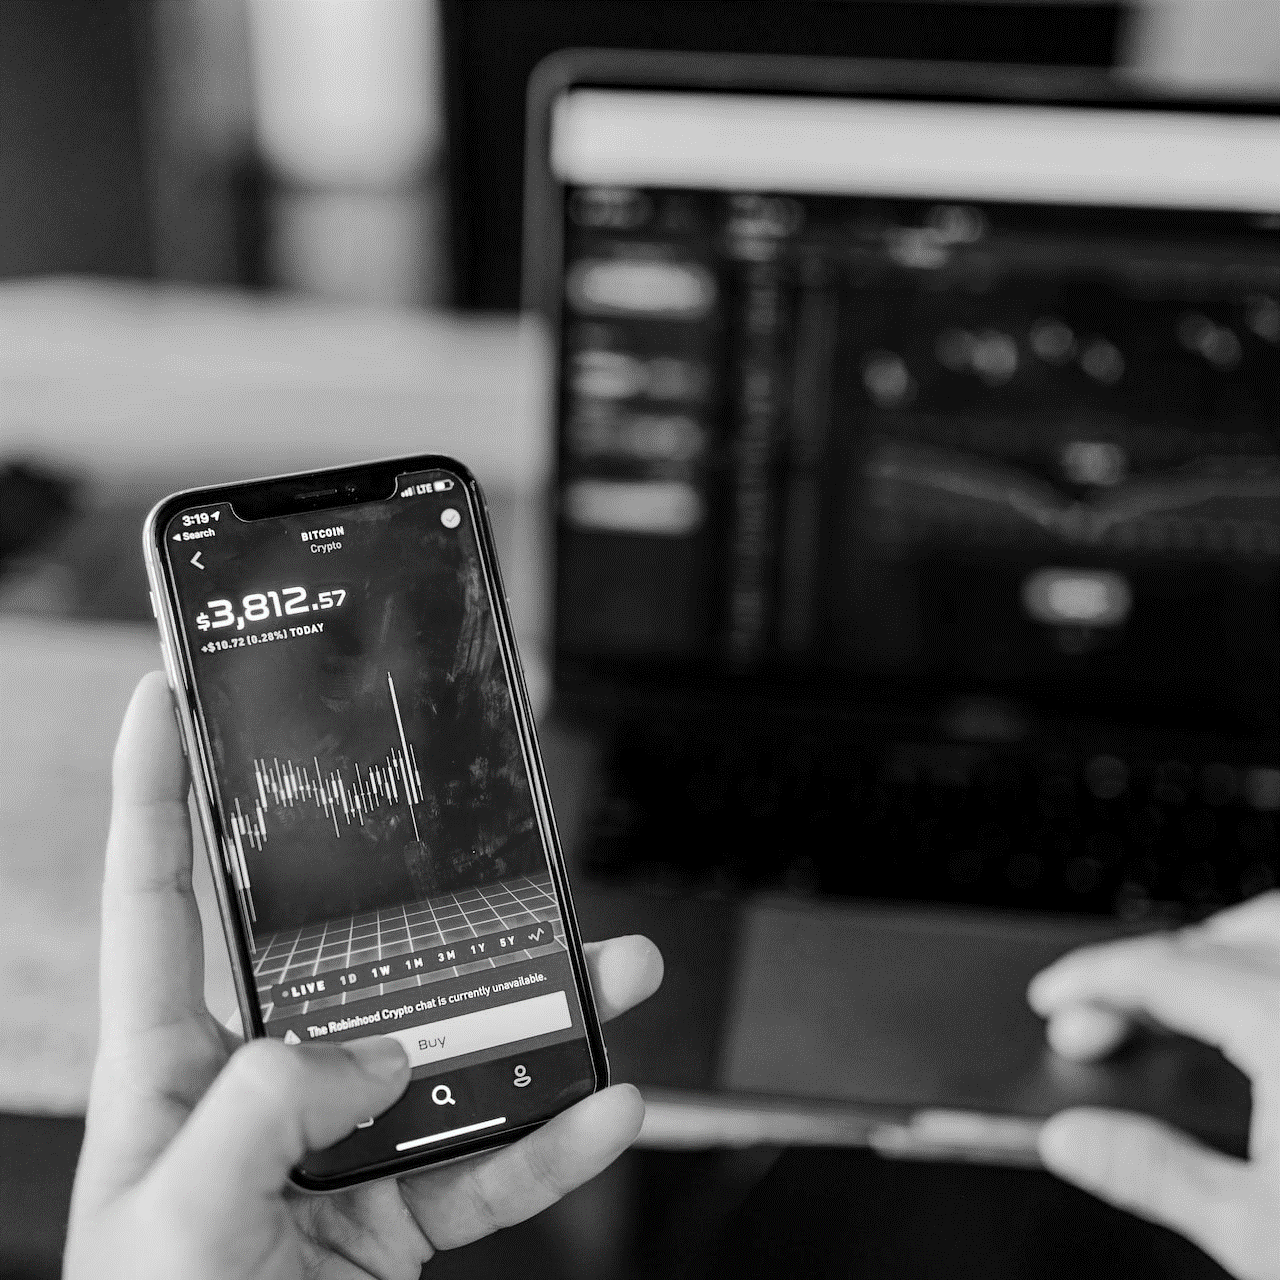 3:19
LTE
Search
BITCOIN
Crypto
$3,812.57
+$10.72 (0.28%) TODAY
LIVE 1D 1W 1M 3M 1Y 5Y
The Robinhood Crypto chat is currently unavailable.
Buy